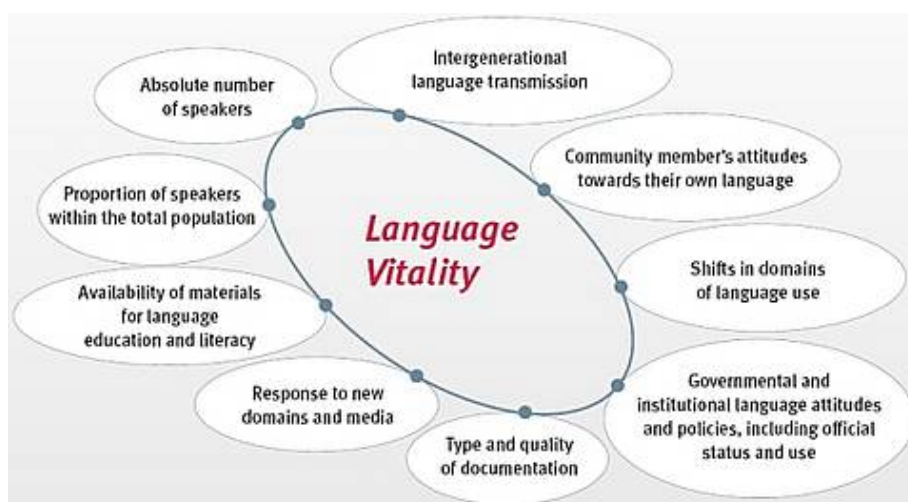 Intergenerational
language transmission
Absolute number
of speakers
Community member's attitudes
towards their own language
Proportion of speakers
within the total population
Language
Vitality
Shifts in domains
of language use
Availability of materials
for language
education and literacy
Response to new
domains and media
Governmental and
institutional language attitudes
and policies, including official
status and use
Type and quality
of documentation